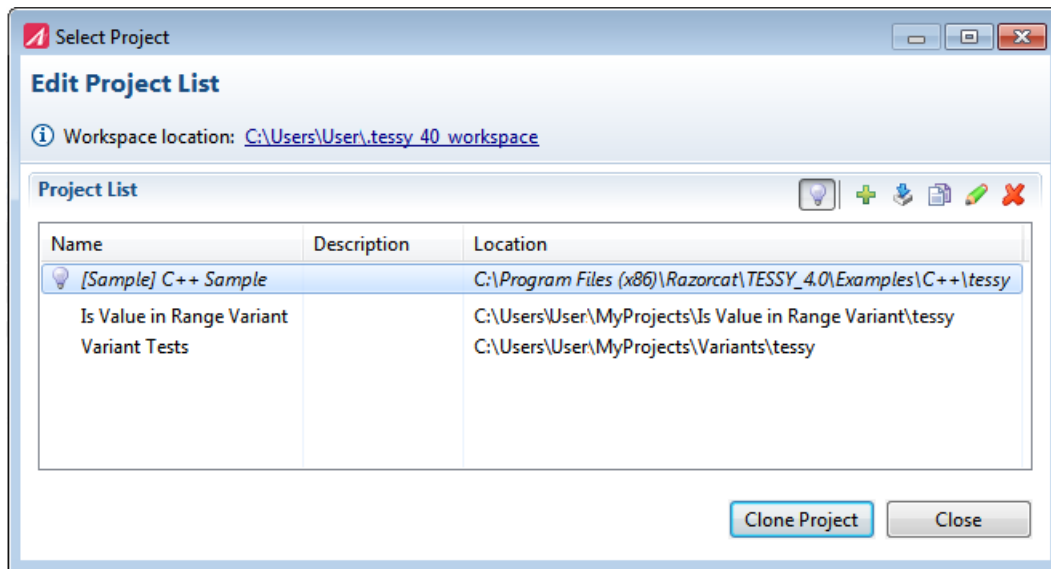 Select Project
Edit Project List
Workspace location: C:\Users\User\.tessy_40_workspace
Project List
Name Description Location
[Sample] C++ Sample C:\Program Files (x86)\Razorcat\TESSY_4.0\Examples\C++\tessy
Is Value in Range Variant C:\Users\User\MyProjects\Is Value in Range Variant\tessy
Variant Tests C:\Users\User\MyProjects\Variants\tessy
Clone Project Close